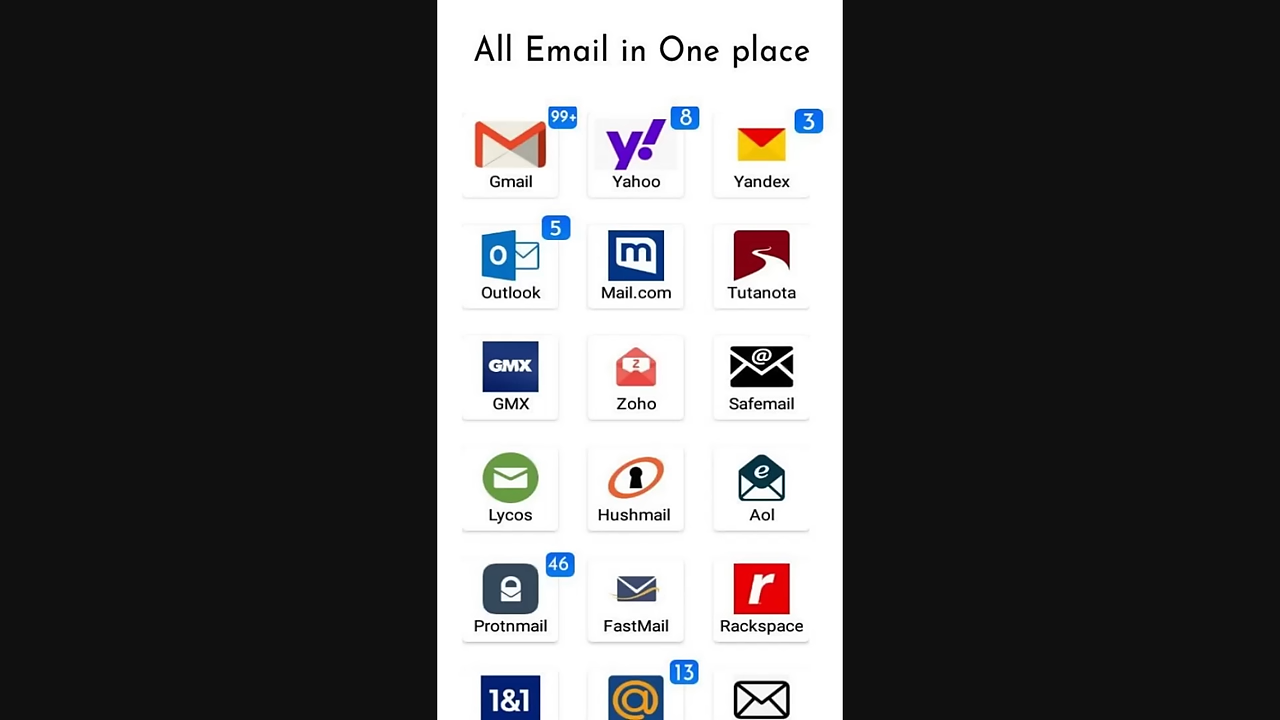 All Email in One place
99+ 8 3
Gmail Yahoo Yandex
5
O m
Outlook Mail.com Tutanota
GMX Z @
GMX Zoho Safemail
e
Lycos Hushmail Aol
46
r
Protnmail FastMail Rackspace
13
1&1 @